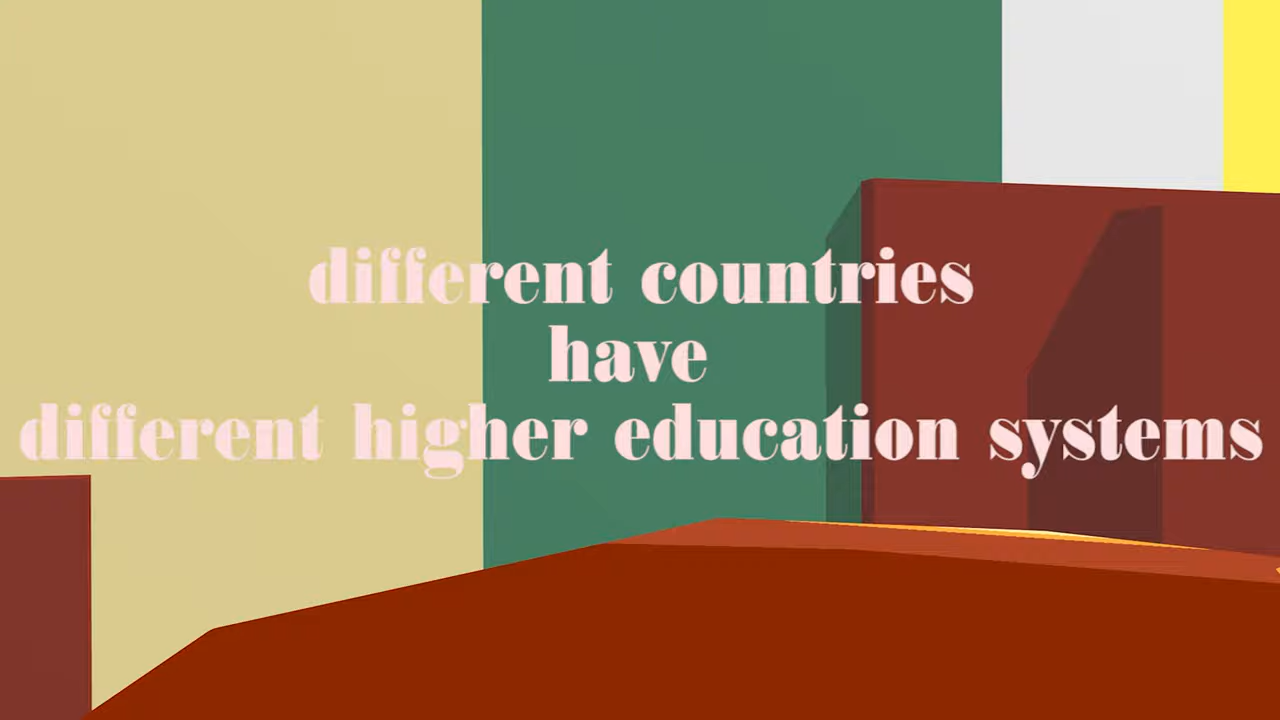 different countries
have
different higher education systems